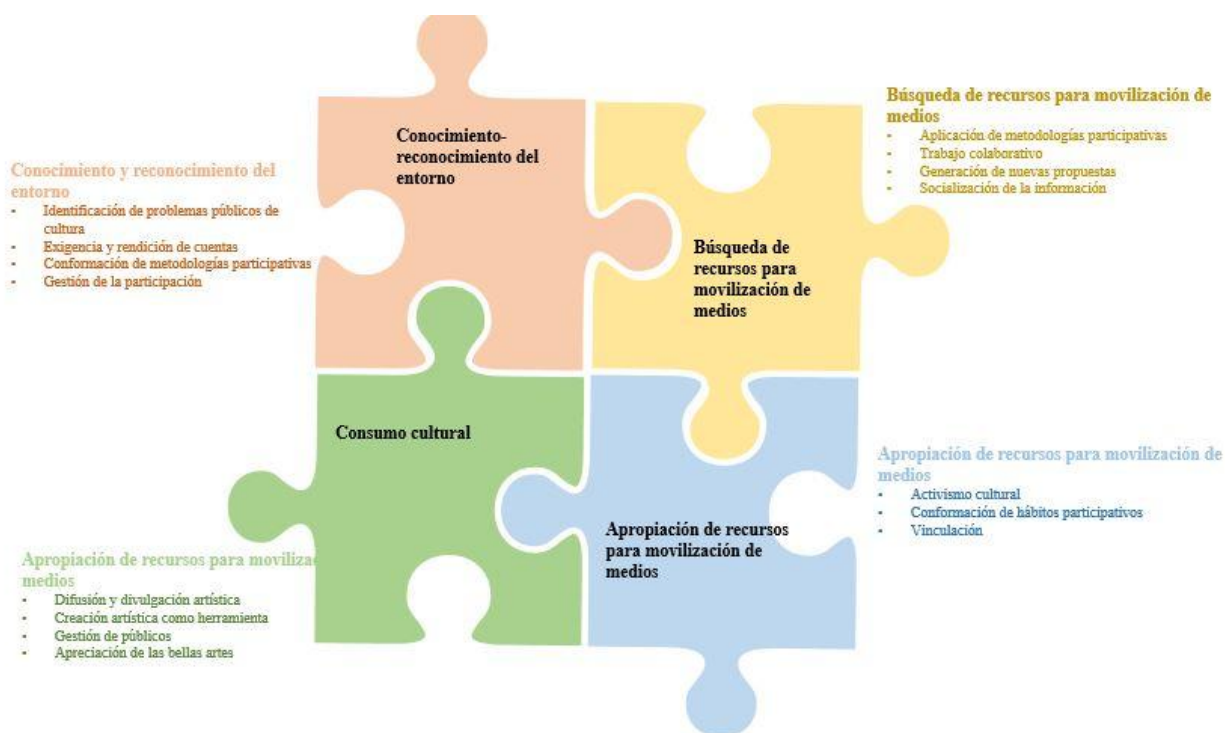 Conocimiento-
reconocimiento del
entorno
Búsqueda de recursos para movilización de
medios
- Aplicación de metodologías participativas
- Trabajo colaborativo
- Generación de nuevas propuestas
- Socialización de la información
Conocimiento y reconocimiento del
entorno
- Identificación de problemas públicos de
cultura
- Exigencia y rendición de cuentas
- Conformación de metodologías participativas
- Gestión de la participación
Búsqueda de
recursos para
movilización de
medios
Consumo cultural
Apropiación de recursos para movilización de
medios
- Activismo cultural
- Conformación de hábitos participativos
- Vinculación
Apropiación de recursos
para movilización de
medios
Apropiación de recursos para
medios
- Difusión y divulgación artística
- Creación artística como herramienta
- Gestión de públicos
- Apreciación de las bellas artes